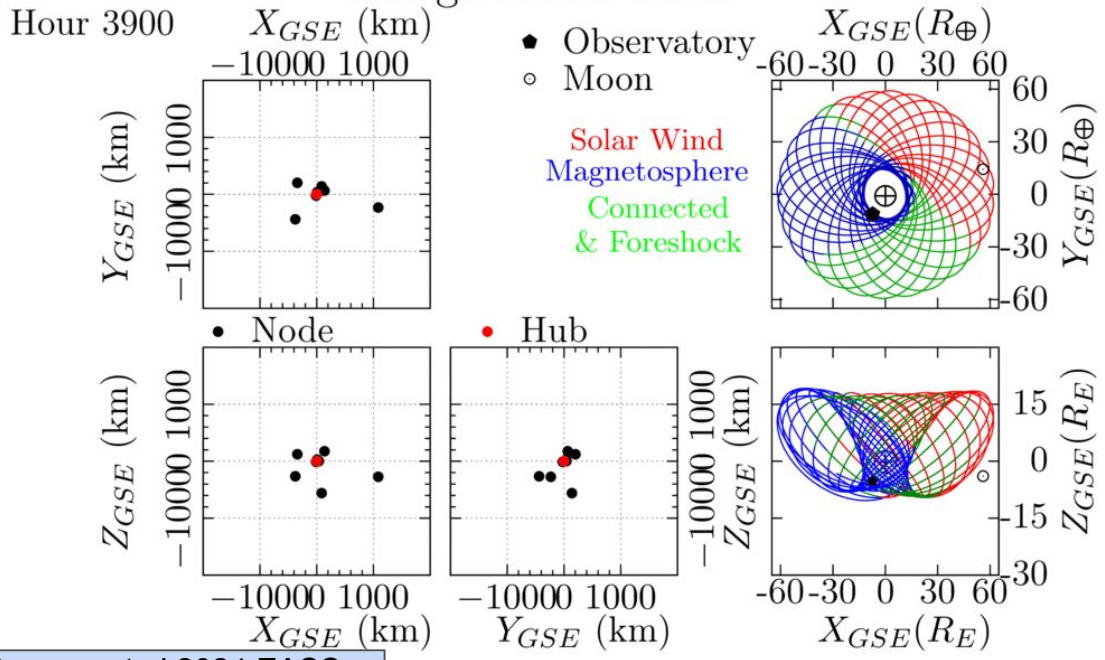 Hour 3900
X_GSE (km)
−10000 1000
Y_GSE (km)
−10000 1000
Observatory
Moon
Solar Wind
Magnetosphere
Connected
& Foreshock
X_GSE(R⊕)
-60 -30 0 30 60
60
30
0
-30
-60
Y_GSE(R⊕)
Node
Hub
Z_GSE (km)
−10000 1000
−10000 1000
X_GSE (km)
−10000 1000
Y_GSE (km)
−10000 1000
Z_GSE (km)
15
0
-15
-30
Z_GSE(R_E)
-60 -30 0 30 60
X_GSE(R_E)